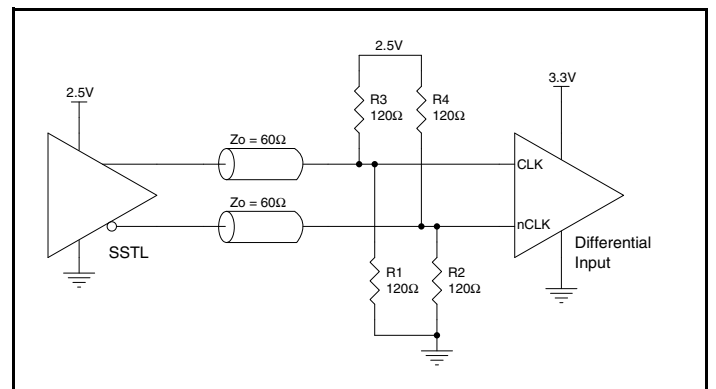 2.5V
3.3V
2.5V
R3
120Ω
R4
120Ω
Zo = 60Ω
CLK
Zo = 60Ω
nCLK
SSTL
Differential
Input
R1
120Ω
R2
120Ω